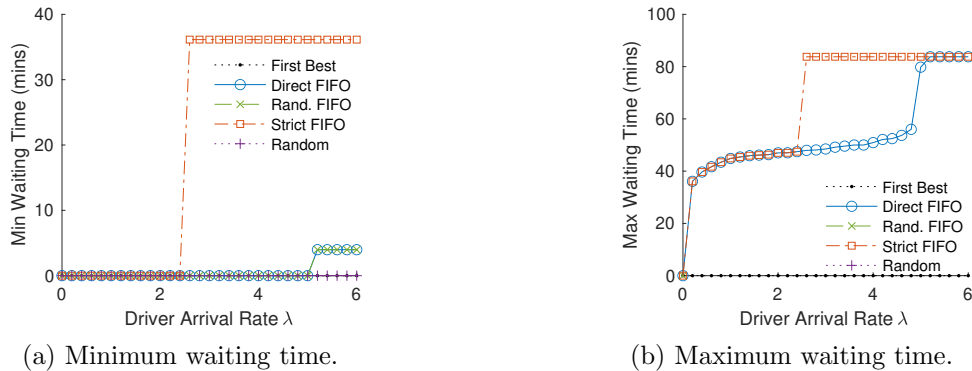 40
30
20
10
0
Min Waiting Time (mins)
First Best
Direct FIFO
Rand. FIFO
Strict FIFO
Random
0 2 4 6
Driver Arrival Rate λ
(a) Minimum waiting time.
100
80
60
40
20
0
Max Waiting Time (mins)
First Best
Direct FIFO
Rand. FIFO
Strict FIFO
Random
0 2 4 6
Driver Arrival Rate λ
(b) Maximum waiting time.